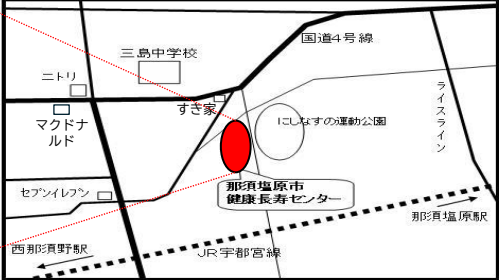 国道4号線
三島中学校
ニトリ
すき家
マクドナ
ルド
にしなすの運動公園
ライスライン
セブンイレブン
那須塩原市
健康長寿センター
那須塩原駅
西那須野駅
JR宇都宮線